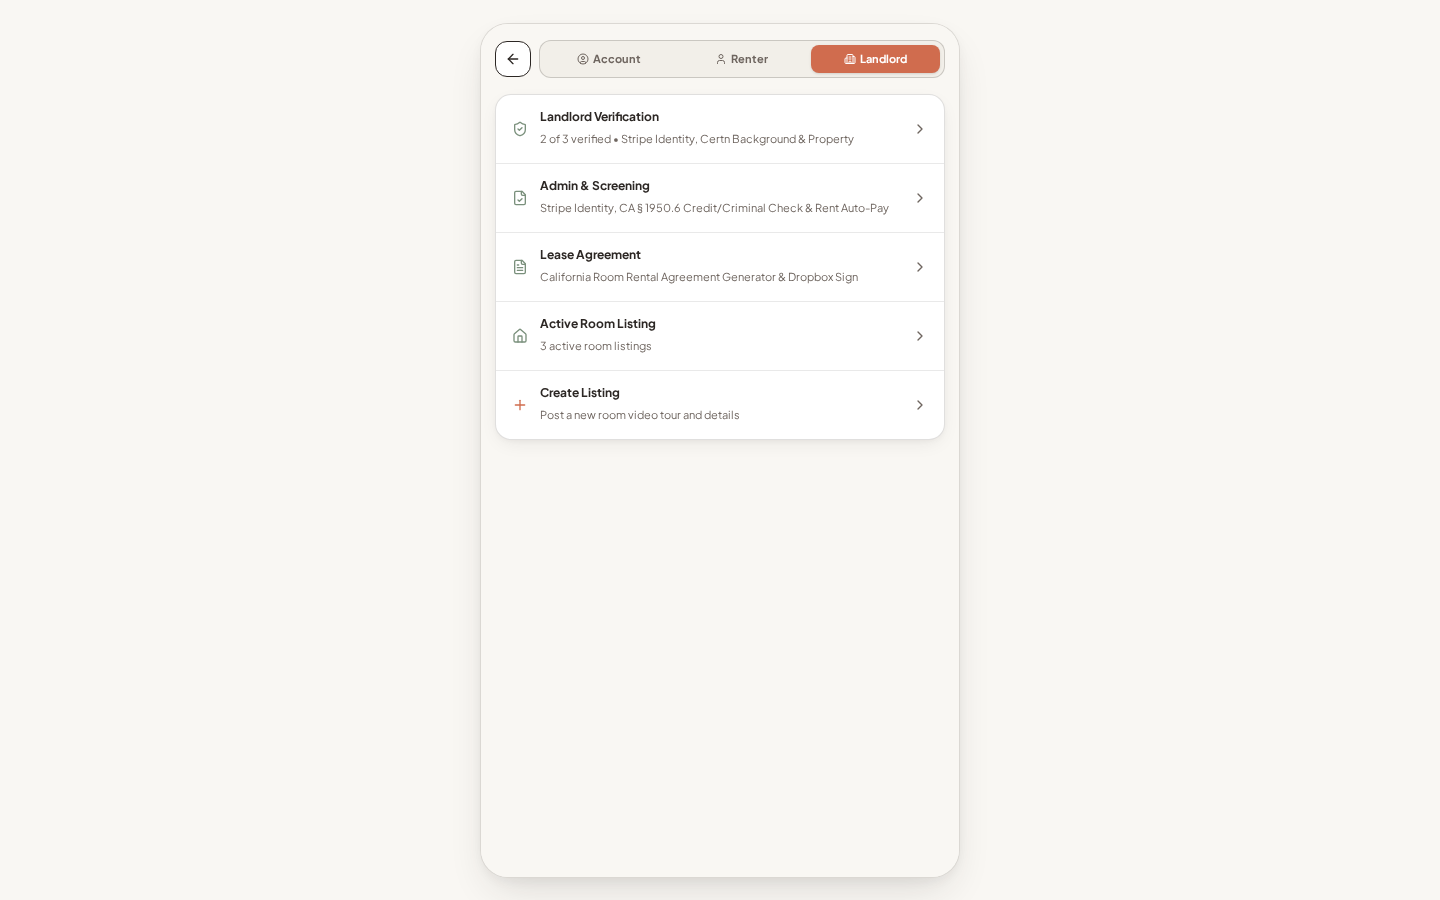 Account
Renter
Landlord
Landlord Verification
2 of 3 verified • Stripe Identity, Certn Background & Property
Admin & Screening
Stripe Identity, CA § 1950.6 Credit/Criminal Check & Rent Auto-Pay
Lease Agreement
California Room Rental Agreement Generator & Dropbox Sign
Active Room Listing
3 active room listings
Create Listing
Post a new room video tour and details